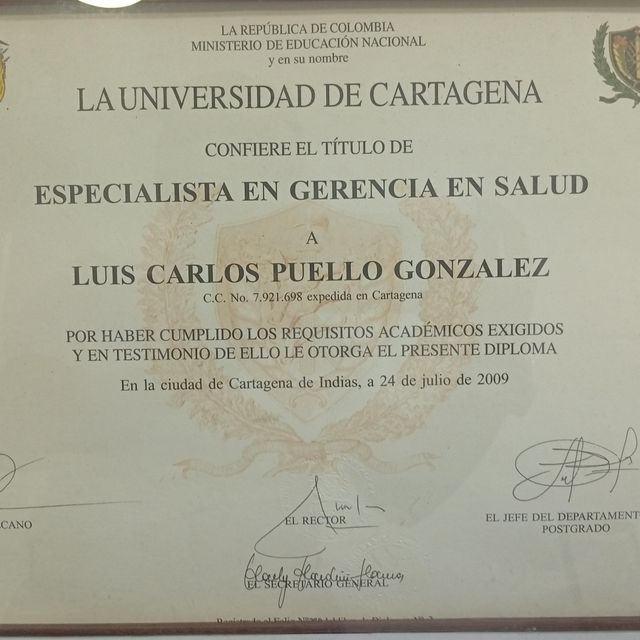 LA REPÚBLICA DE COLOMBIA
MINISTERIO DE EDUCACIÓN NACIONAL
y en su nombre
LA UNIVERSIDAD DE CARTAGENA
CONFIERE EL TÍTULO DE
ESPECIALISTA EN GERENCIA EN SALUD
A
LUIS CARLOS PUELLO GONZALEZ
C.C. No. 7.921.698 expedida en Cartagena
POR HABER CUMPLIDO LOS REQUISITOS ACADÉMICOS EXIGIDOS
Y EN TESTIMONIO DE ELLO LE OTORGA EL PRESENTE DIPLOMA
En la ciudad de Cartagena de Indias, a 24 de julio de 2009
CANO
EL RECTOR
EL JEFE DEL DEPARTAMENT
POSTGRADO
EL SECRETARIO GENERAL